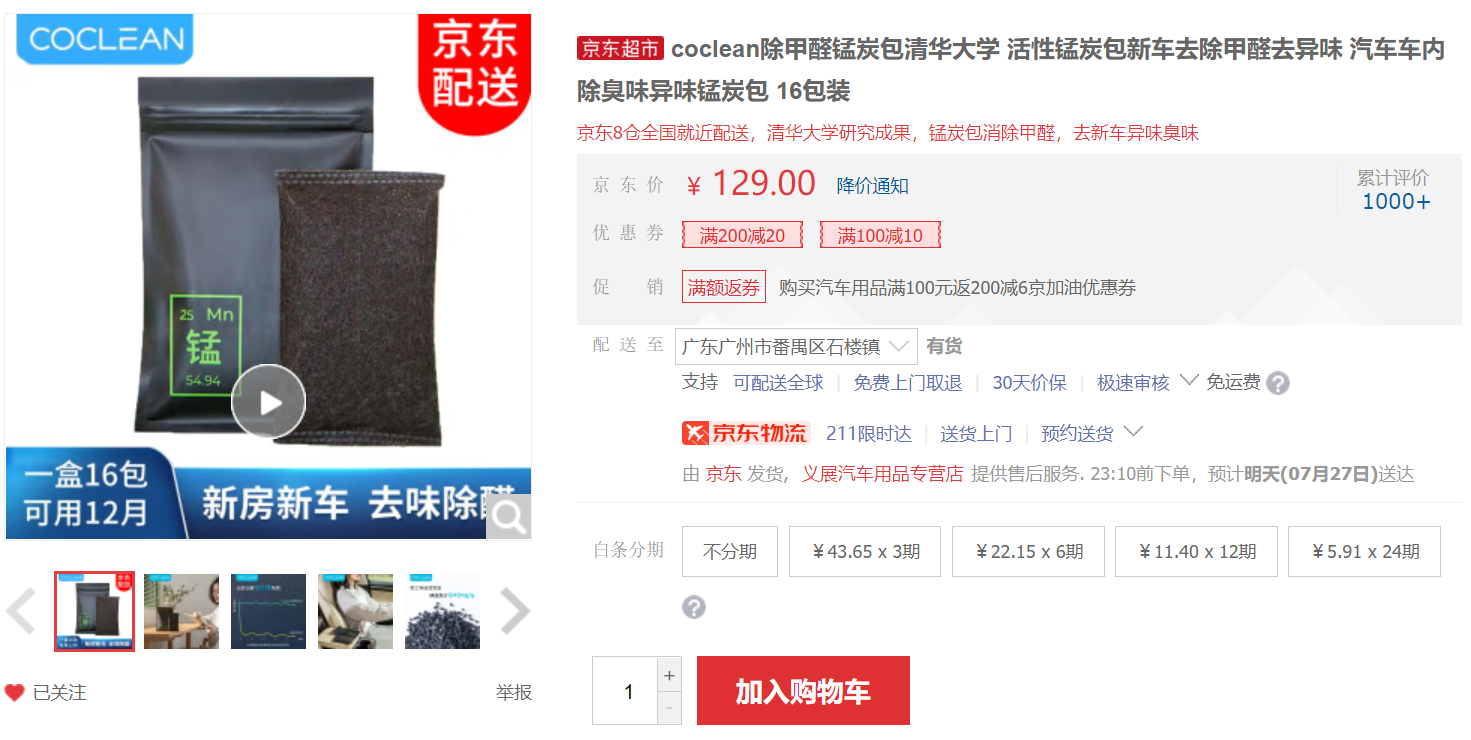 COCLEAN
京东
配送
25 Mn
锰
54.94
一盒16包
可用12月
新房新车 去味除醛
已关注
举报
京东超市 coclean除甲醛锰炭包清华大学 活性锰炭包新车去除甲醛去异味 汽车车内
除臭味异味锰炭包 16包装
京东8仓全国就近配送，清华大学研究成果，锰炭包消除甲醛，去新车异味臭味
京东价 ￥ 129.00 降价通知
累计评价
1000+
优惠券 满200减20 满100减10
促销 满额返券 购买汽车用品满100元返200减6京加油优惠券
配送至 广东广州市番禺区石楼镇 有货
支持 可配送全球 免费上门取退 30天价保 极速审核 免运费 ?
京东物流 211限时达 送货上门 预约送货
由 京东 发货, 义展汽车用品专营店 提供售后服务. 23:10前下单，预计明天(07月27日)送达
白条分期 不分期 ￥43.65 x 3期 ￥22.15 x 6期 ￥11.40 x 12期 ￥5.91 x 24期
?
1 + -
加入购物车